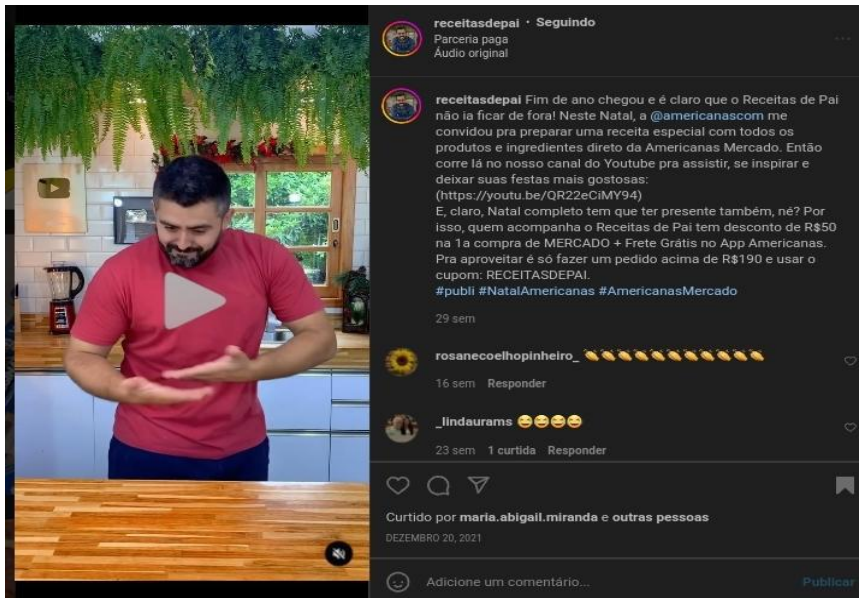 receitasdepai · Seguindo
Parceria paga
Áudio original
receitasdepai Fim de ano chegou e é claro que o Receitas de Pai
não ia ficar de fora! Neste Natal, a @americanascom me
convidou pra preparar uma receita especial com todos os
produtos e ingredientes direto da Americanas Mercado. Então
corre lá no nosso canal do Youtube pra assistir, se inspirar e
deixar suas festas mais gostosas:
(https://youtu.be/QR22eCiMY94)
E, claro, Natal completo tem que ter presente também, né? Por
isso, quem acompanha o Receitas de Pai tem desconto de R$50
na 1a compra de MERCADO + Frete Grátis no App Americanas.
Pra aproveitar é só fazer um pedido acima de R$190 e usar o
cupom: RECEITASDEPAI.
#publi #NatalAmericanas #AmericanasMercado
29 sem
rosanecoelhopinheiro_ 👏👏👏👏👏👏👏👏👏👏👏
16 sem Responder
_lindaurams 😂😂😂😂
23 sem 1 curtida Responder
Curtido por maria.abigail.miranda e outras pessoas
DEZEMBRO 20, 2021
Adicione um comentário...
Publicar